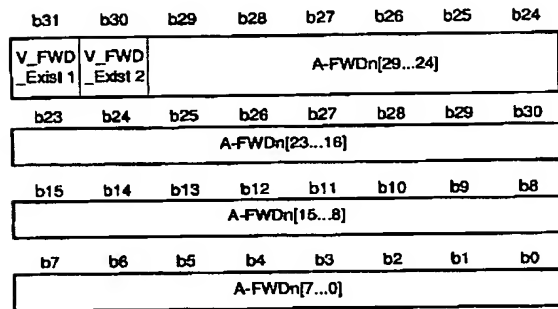 b31 b30 b29 b28 b27 b26 b25 b24
V_FWD V_FWD
_Exist 1 _Exist 2 A-FWDn[29...24]
b23 b24 b25 b26 b27 b28 b29 b30
A-FWDn[23...16]
b15 b14 b13 b12 b11 b10 b9 b8
A-FWDn[15...8]
b7 b6 b5 b4 b3 b2 b1 b0
A-FWDn[7...0]